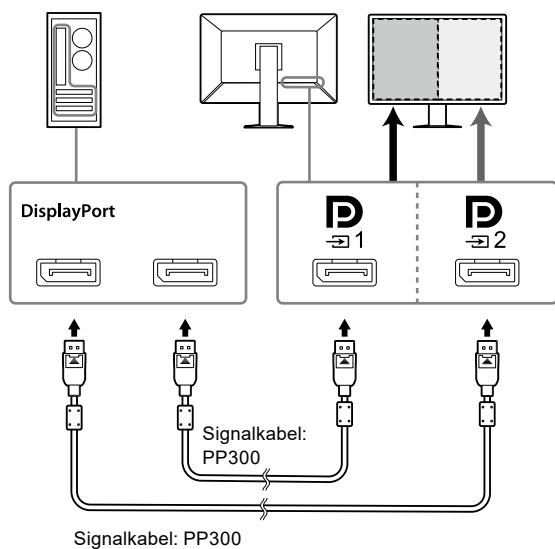 DisplayPort
1
2
Signalkabel:
PP300
Signalkabel: PP300